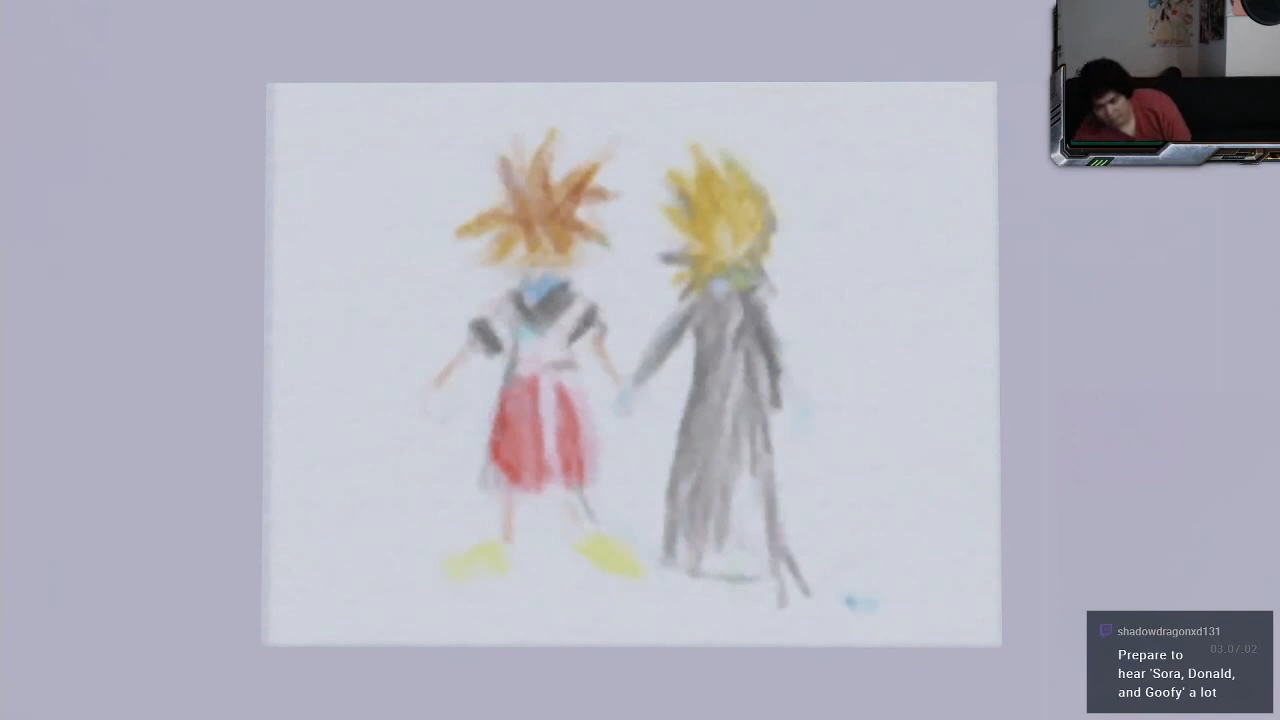 shadowdragonxd131
03.07.02
Prepare to
hear 'Sora, Donald,
and Goofy' a lot